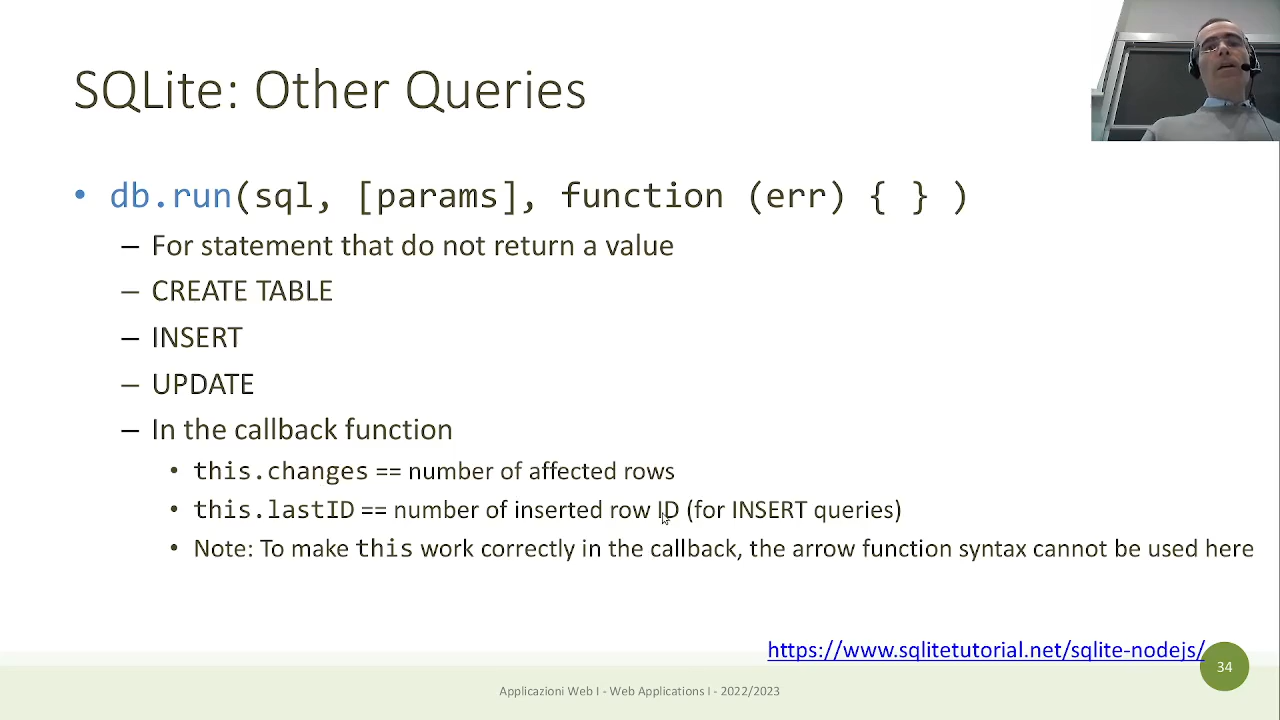 SQLite: Other Queries
• db.run(sql, [params], function (err) { } )
– For statement that do not return a value
– CREATE TABLE
– INSERT
– UPDATE
– In the callback function
• this.changes == number of affected rows
• this.lastID == number of inserted row ID (for INSERT queries)
• Note: To make this work correctly in the callback, the arrow function syntax cannot be used here
https://www.sqlitetutorial.net/sqlite-nodejs/
34
Applicazioni Web I - Web Applications I - 2022/2023